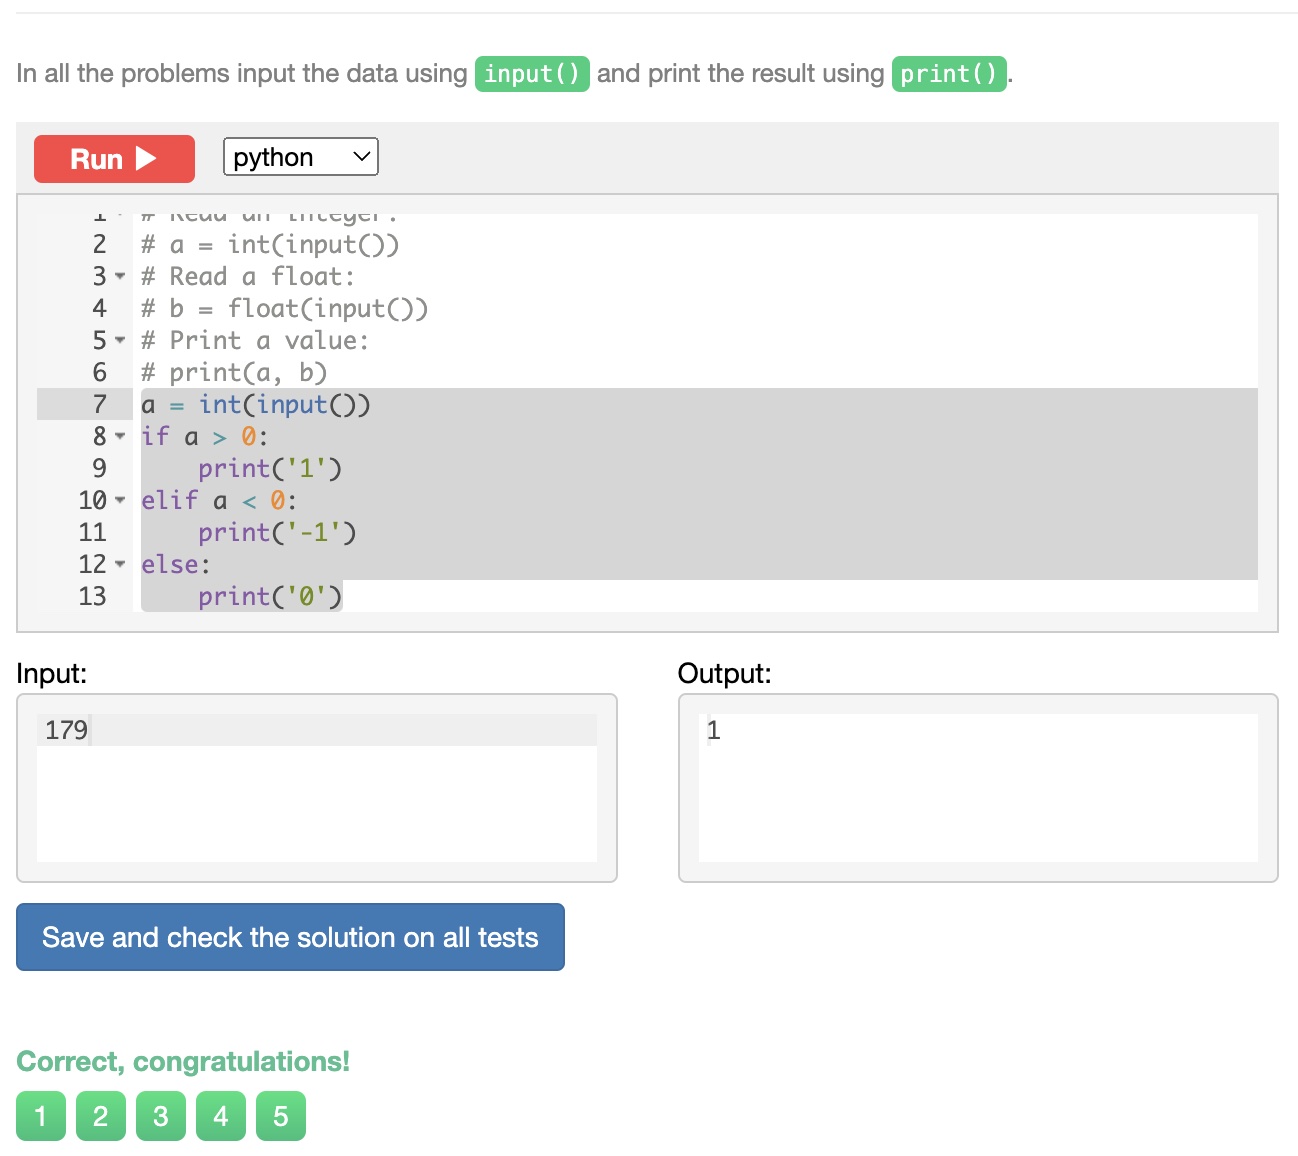 In all the problems input the data using input() and print the result using print().
Run
python
1 # Read an integer:
2 # a = int(input())
3 # Read a float:
4 # b = float(input())
5 # Print a value:
6 # print(a, b)
7 a = int(input())
8 if a > 0:
9     print('1')
10 elif a < 0:
11     print('-1')
12 else:
13     print('0')
Input:
Output:
179
1
Save and check the solution on all tests
Correct, congratulations!
1 2 3 4 5